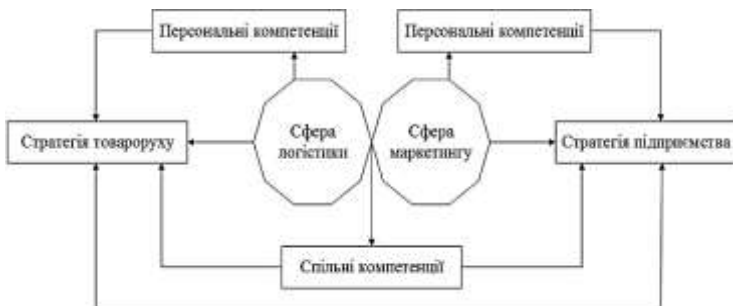 Персональні компетенції
Персональні компетенції
Стратегія товароруху
Сфера
логістики
Сфера
маркетингу
Стратегія підприємства
Спільні компетенції